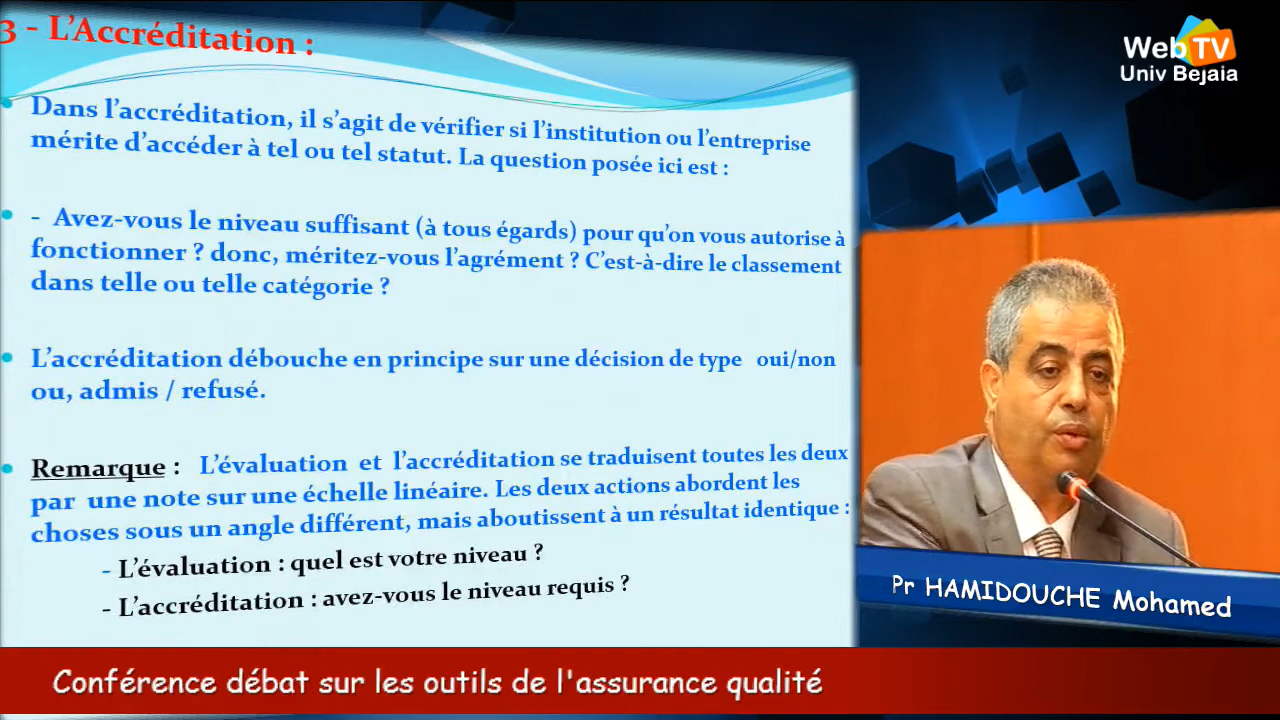 3 - L'Accréditation :
Web TV
Univ Bejaia
Dans l'accréditation, il s'agit de vérifier si l'institution ou l'entreprise
mérite d'accéder à tel ou tel statut. La question posée ici est :
- Avez-vous le niveau suffisant (à tous égards) pour qu'on vous autorise à
fonctionner ? donc, méritez-vous l'agrément ? C'est-à-dire le classement
dans telle ou telle catégorie ?
L'accréditation débouche en principe sur une décision de type oui/non
ou, admis / refusé.
Remarque : L'évaluation et l'accréditation se traduisent toutes les deux
par une note sur une échelle linéaire. Les deux actions abordent les
choses sous un angle différent, mais aboutissent à un résultat identique :
- L'évaluation : quel est votre niveau ?
- L'accréditation : avez-vous le niveau requis ?
Pr HAMIDOUCHE Mohamed
Conférence débat sur les outils de l'assurance qualité